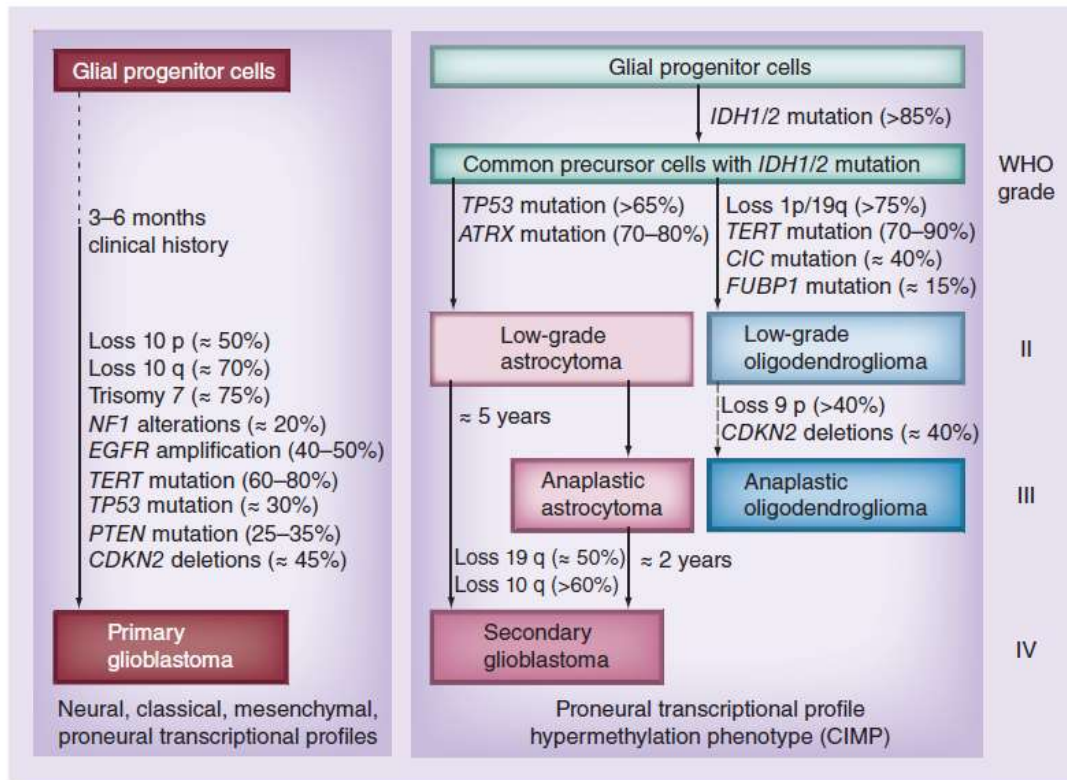 Glial progenitor cells
3–6 months
clinical history
Loss 10 p (≈ 50%)
Loss 10 q (≈ 70%)
Trisomy 7 (≈ 75%)
NF1 alterations (≈ 20%)
EGFR amplification (40–50%)
TERT mutation (60–80%)
TP53 mutation (≈ 30%)
PTEN mutation (25–35%)
CDKN2 deletions (≈ 45%)
Primary
glioblastoma
Neural, classical, mesenchymal,
proneural transcriptional profiles
Glial progenitor cells
IDH1/2 mutation (>85%)
Common precursor cells with IDH1/2 mutation
WHO
grade
TP53 mutation (>65%)
ATRX mutation (70–80%)
Loss 1p/19q (>75%)
TERT mutation (70–90%)
CIC mutation (≈ 40%)
FUBP1 mutation (≈ 15%)
Low-grade
astrocytoma
Low-grade
oligodendroglioma
II
≈ 5 years
Loss 9 p (>40%)
CDKN2 deletions (≈ 40%)
Anaplastic
astrocytoma
Anaplastic
oligodendroglioma
III
Loss 19 q (≈ 50%)
Loss 10 q (>60%)
≈ 2 years
Secondary
glioblastoma
IV
Proneural transcriptional profile
hypermethylation phenotype (CIMP)